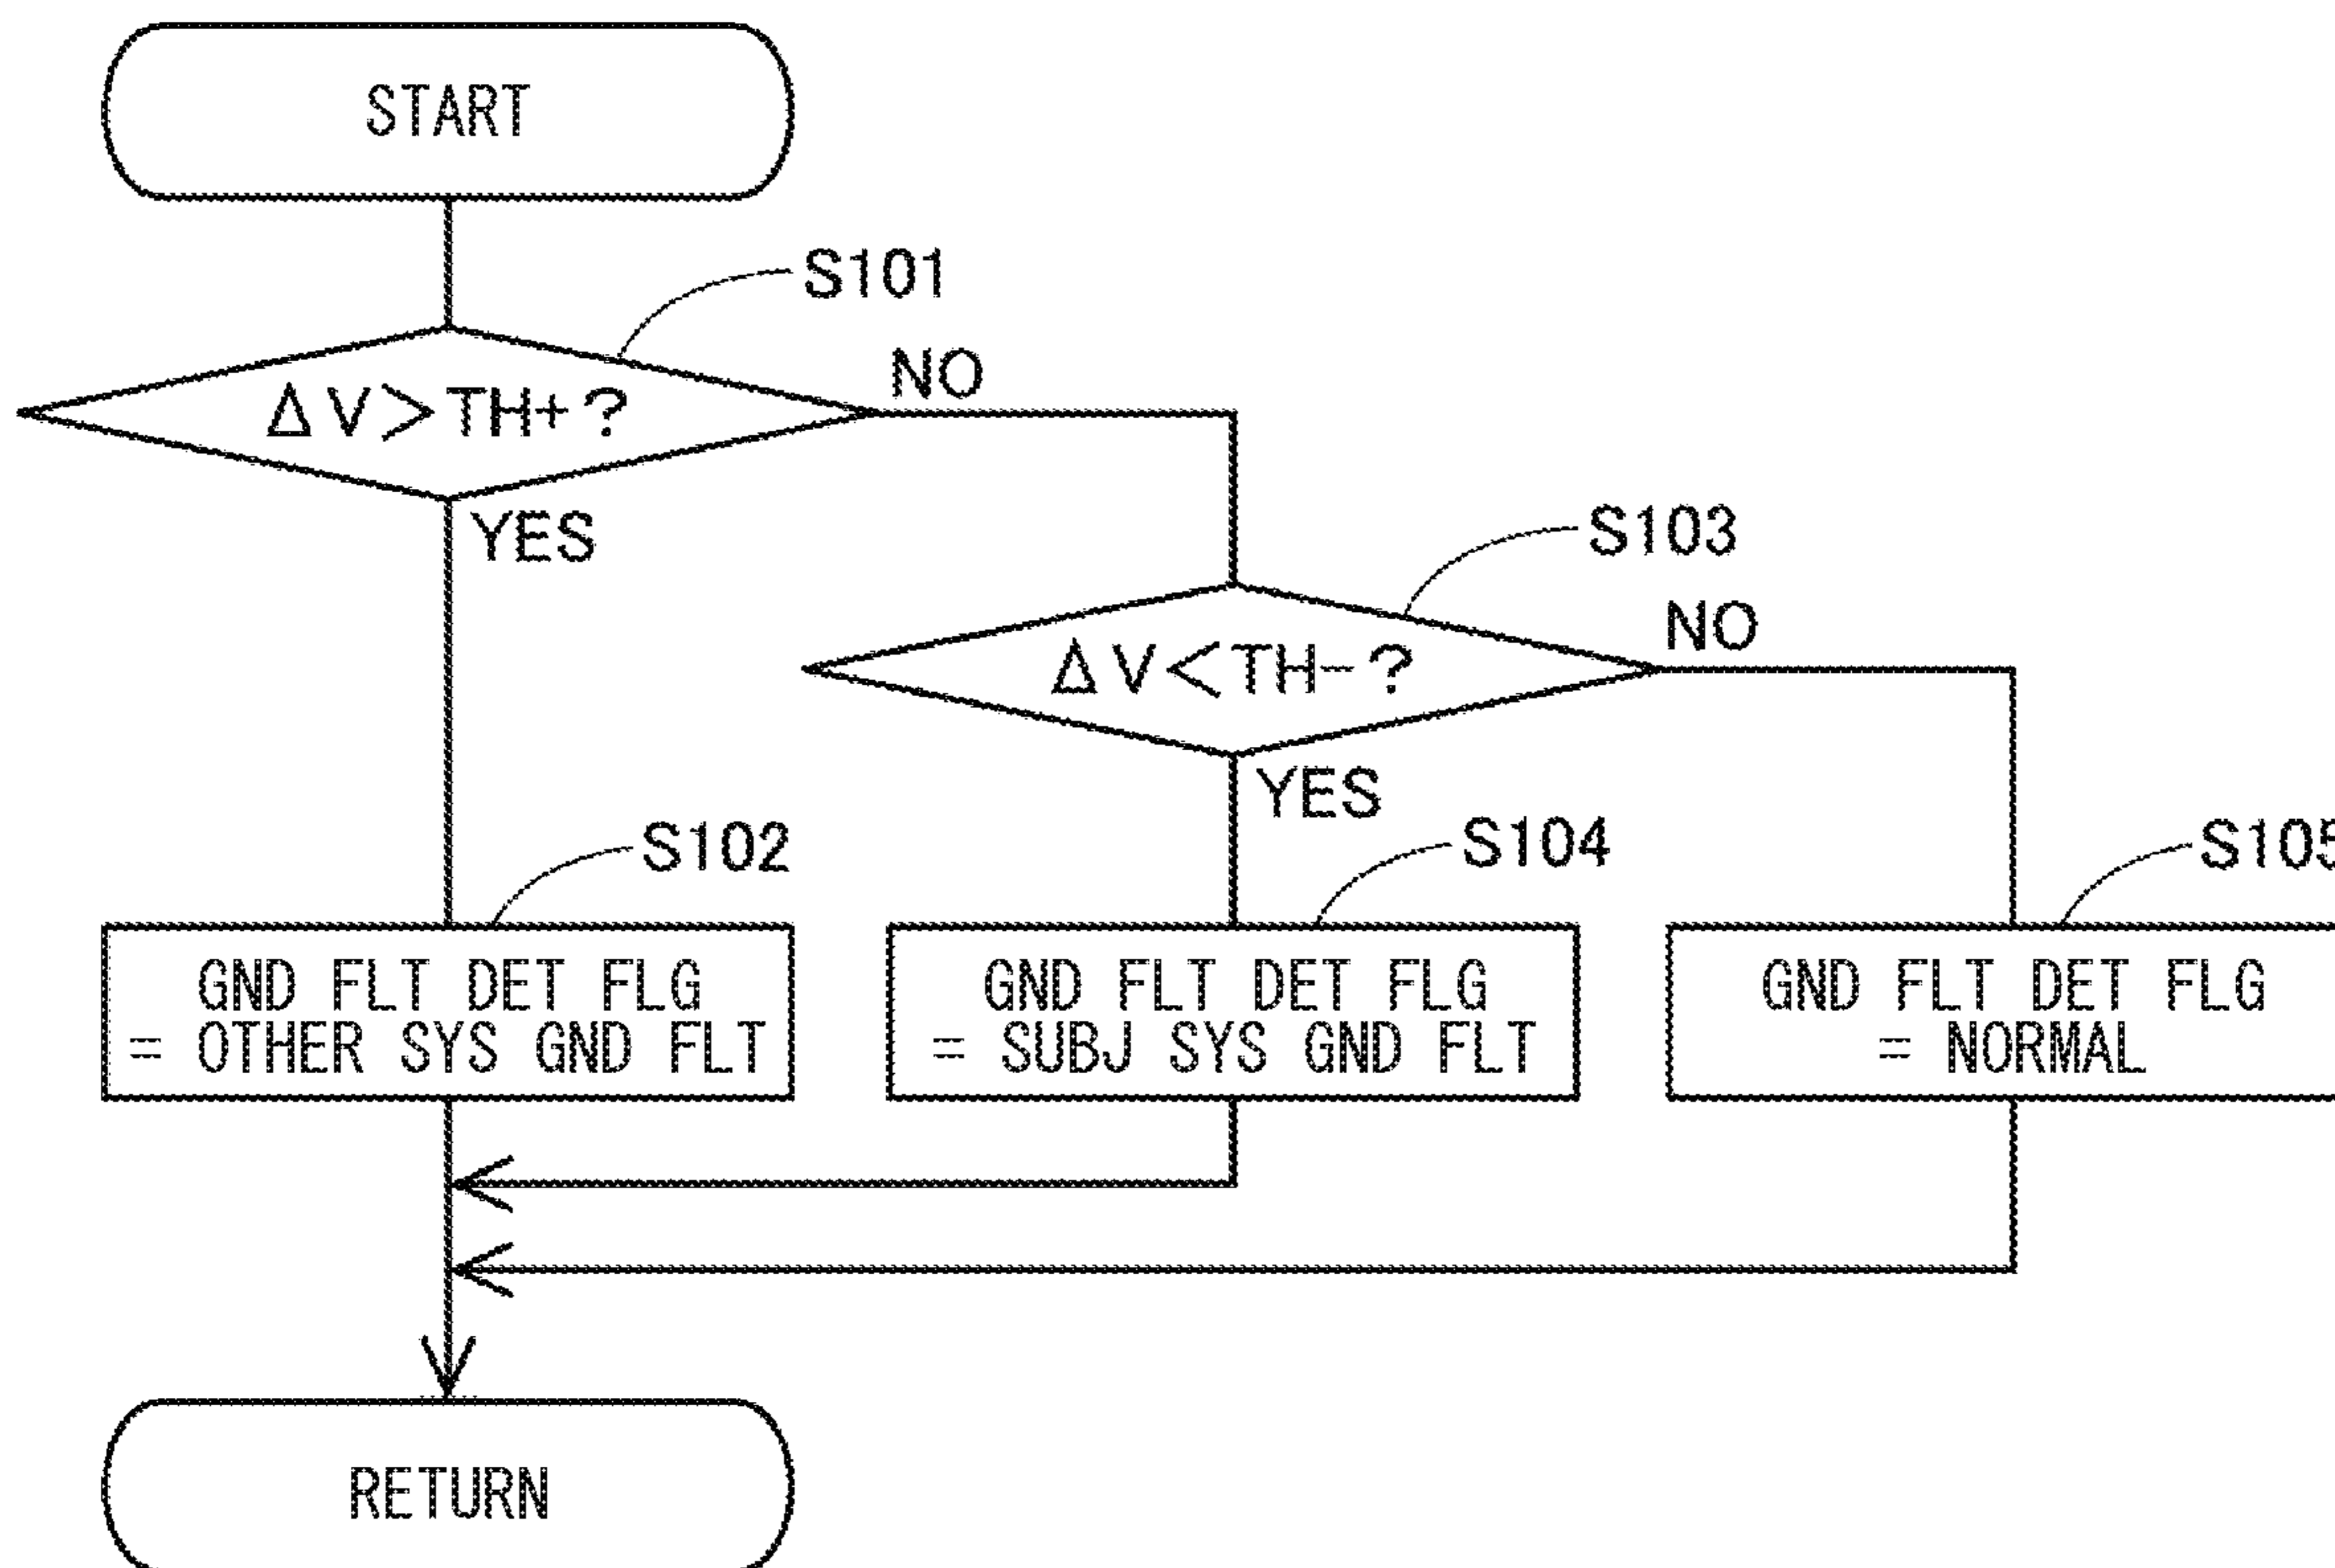 START
S101
ΔV>TH+?
NO
YES
S103
ΔV<TH-?
NO
YES
S102
S104
S105
GND FLT DET FLG
= OTHER SYS GND FLT
GND FLT DET FLG
= SUBJ SYS GND FLT
GND FLT DET FLG
= NORMAL
RETURN